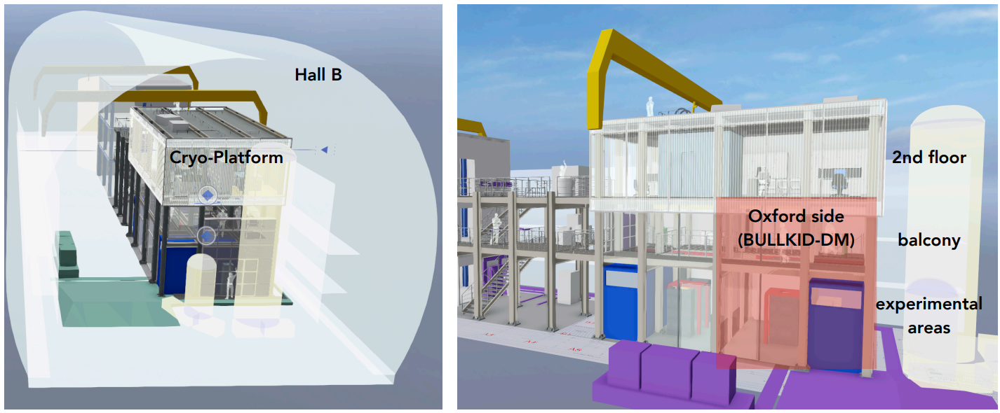 Hall B
Cryo-Platform
2nd floor
Oxford side
(BULLKID-DM)
balcony
experimental
areas